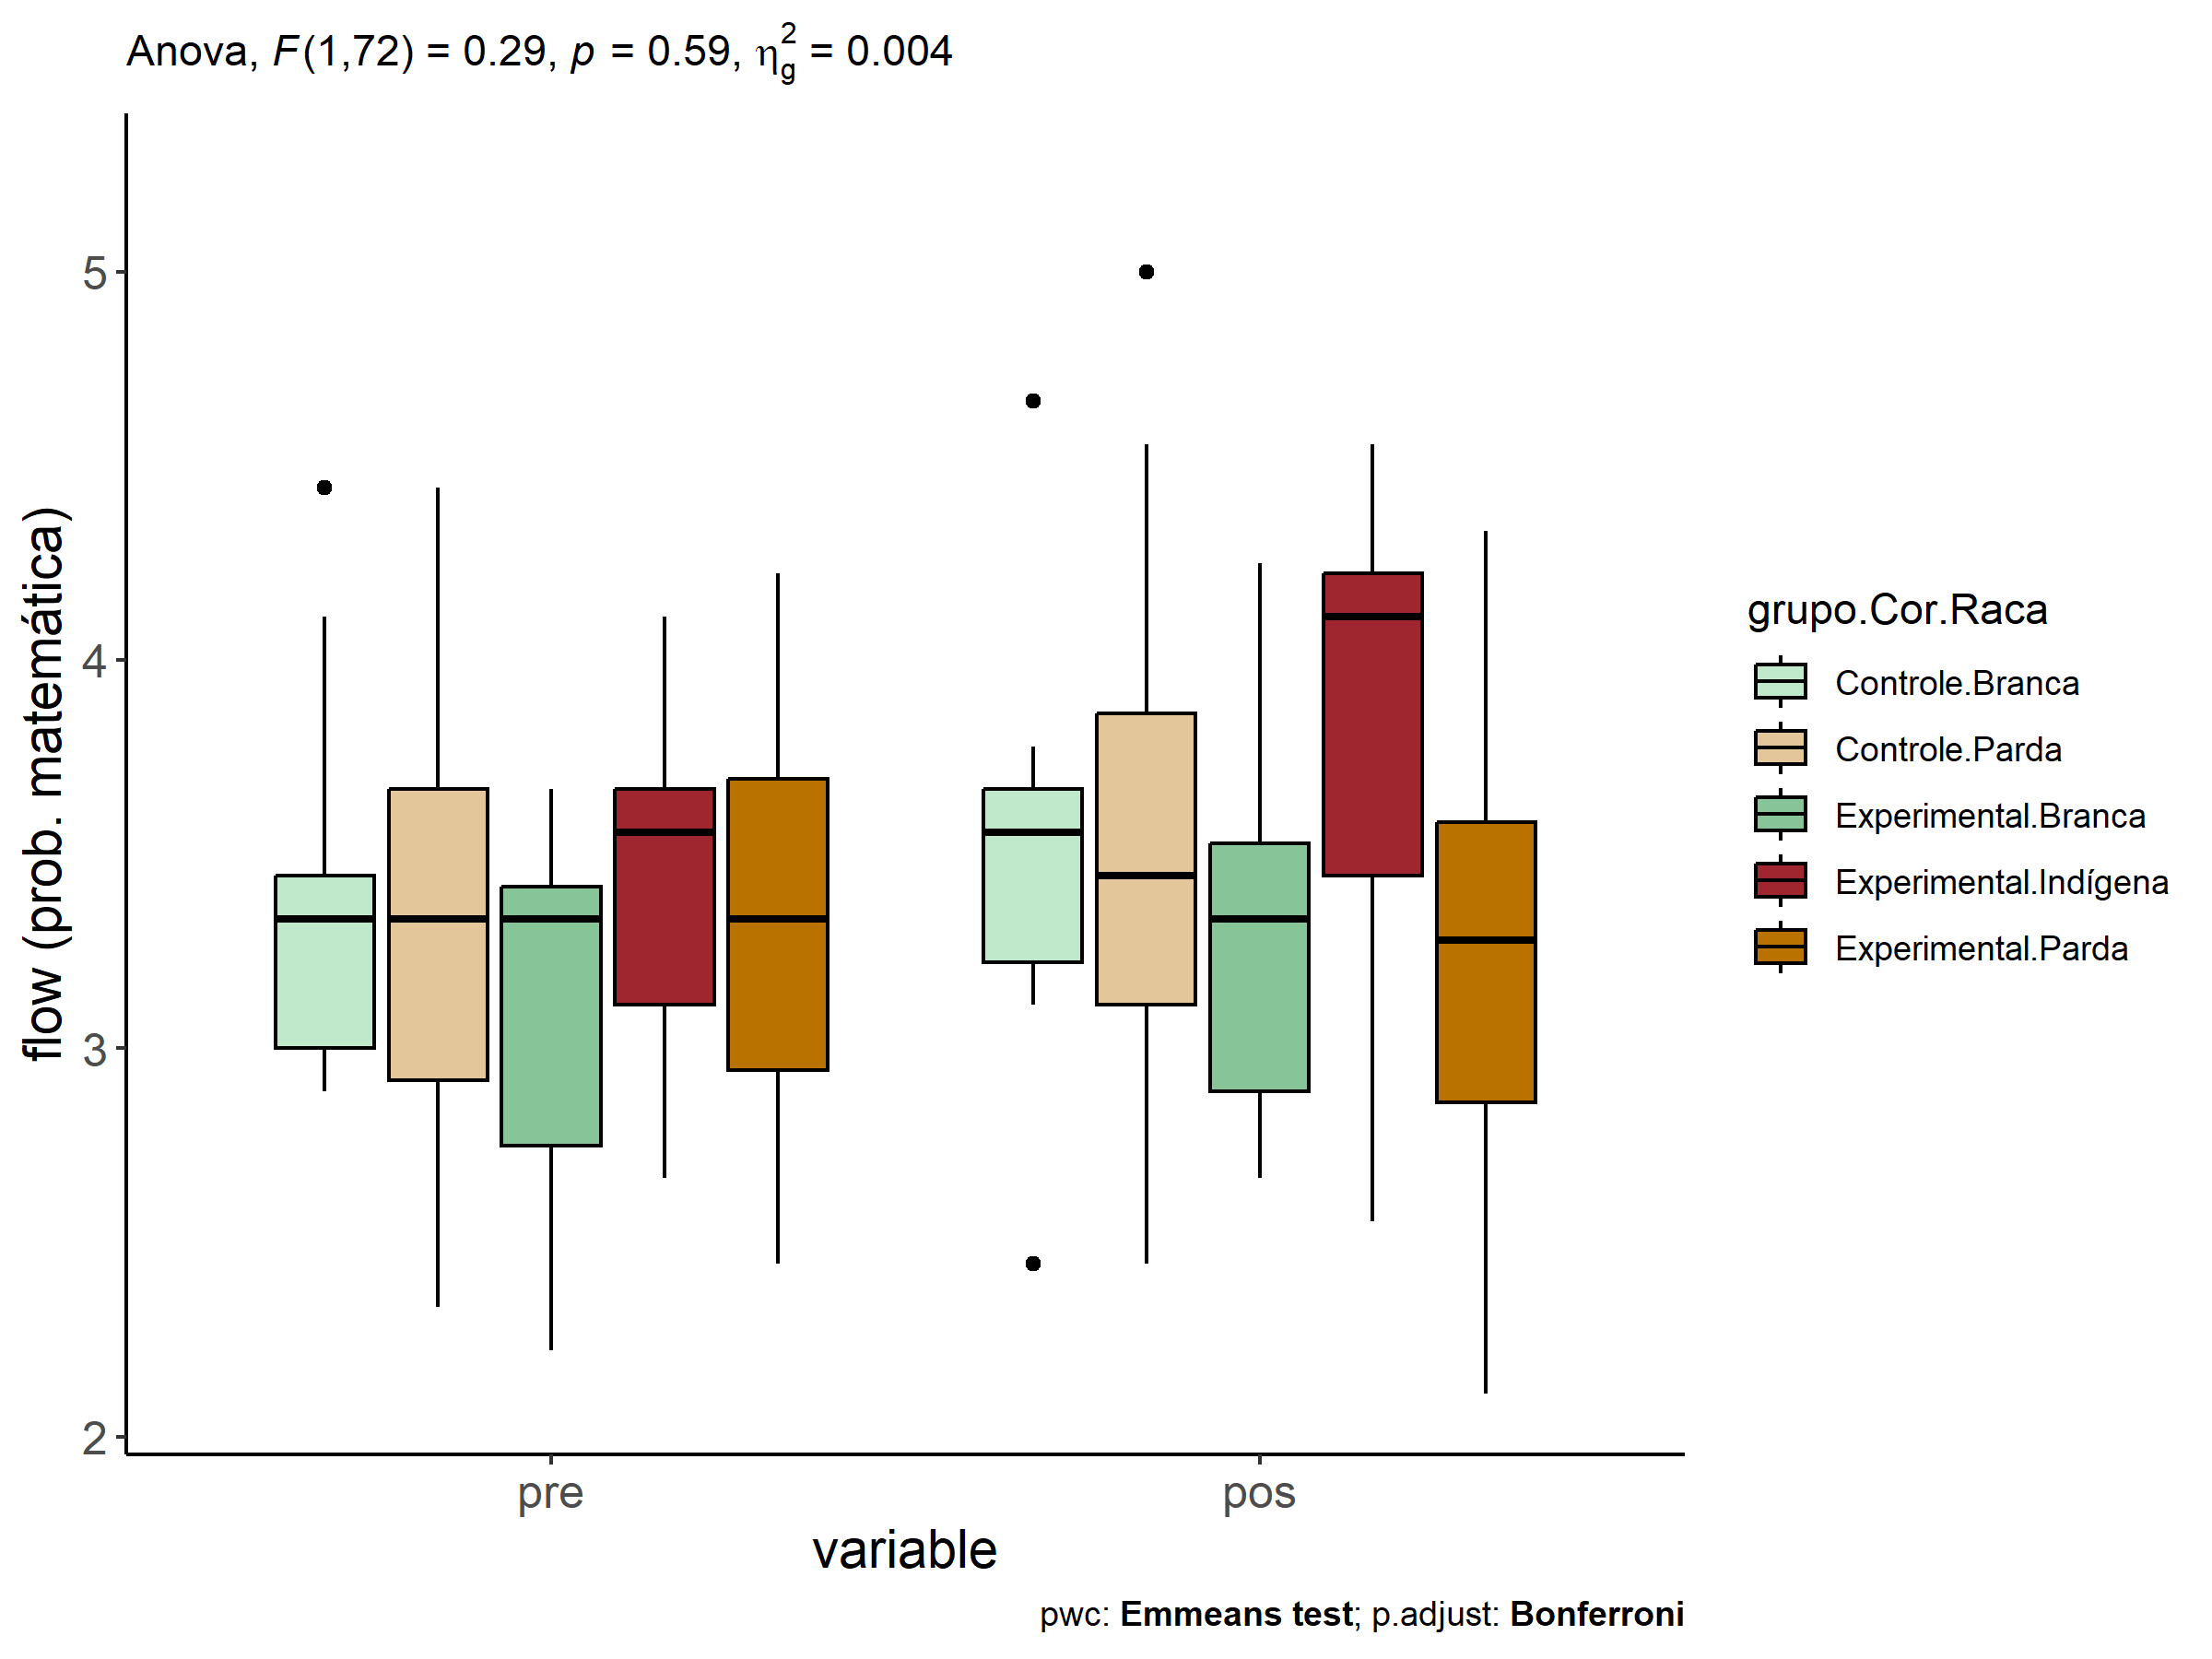 Anova, F(1,72) = 0.29, p = 0.59, η²g = 0.004
flow (prob. matemática)
5
4
3
2
pre
pos
variable
grupo.Cor.Raca
Controle.Branca
Controle.Parda
Experimental.Branca
Experimental.Indígena
Experimental.Parda
pwc: Emmeans test; p.adjust: Bonferroni